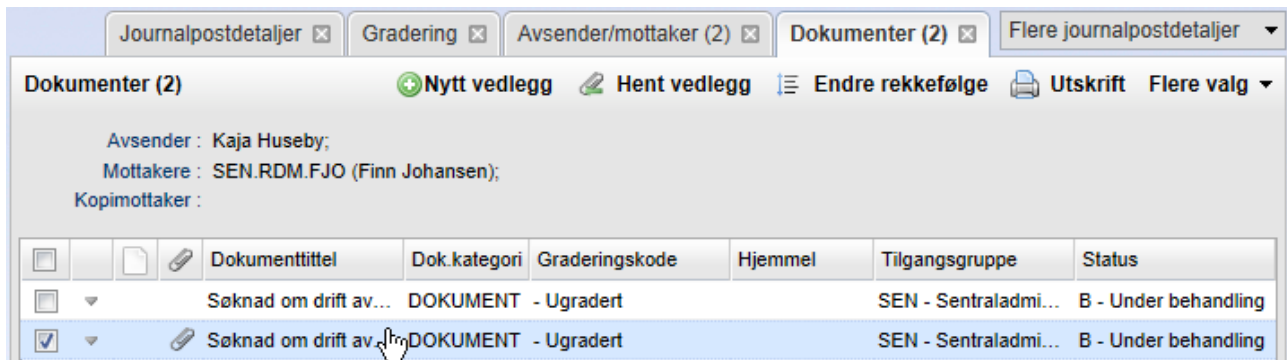 Journalpostdetaljer Gradering Avsender/mottaker (2) Dokumenter (2) Flere journalpostdetaljer
Dokumenter (2) Nytt vedlegg Hent vedlegg Endre rekkefølge Utskrift Flere valg
Avsender : Kaja Huseby;
Mottakere : SEN.RDM.FJO (Finn Johansen);
Kopimottaker :
Dokumenttittel Dok.kategori Graderingskode Hjemmel Tilgangsgruppe Status
Søknad om drift av... DOKUMENT - Ugradert SEN - Sentraladmi... B - Under behandling
Søknad om drift av... DOKUMENT - Ugradert SEN - Sentraladmi... B - Under behandling